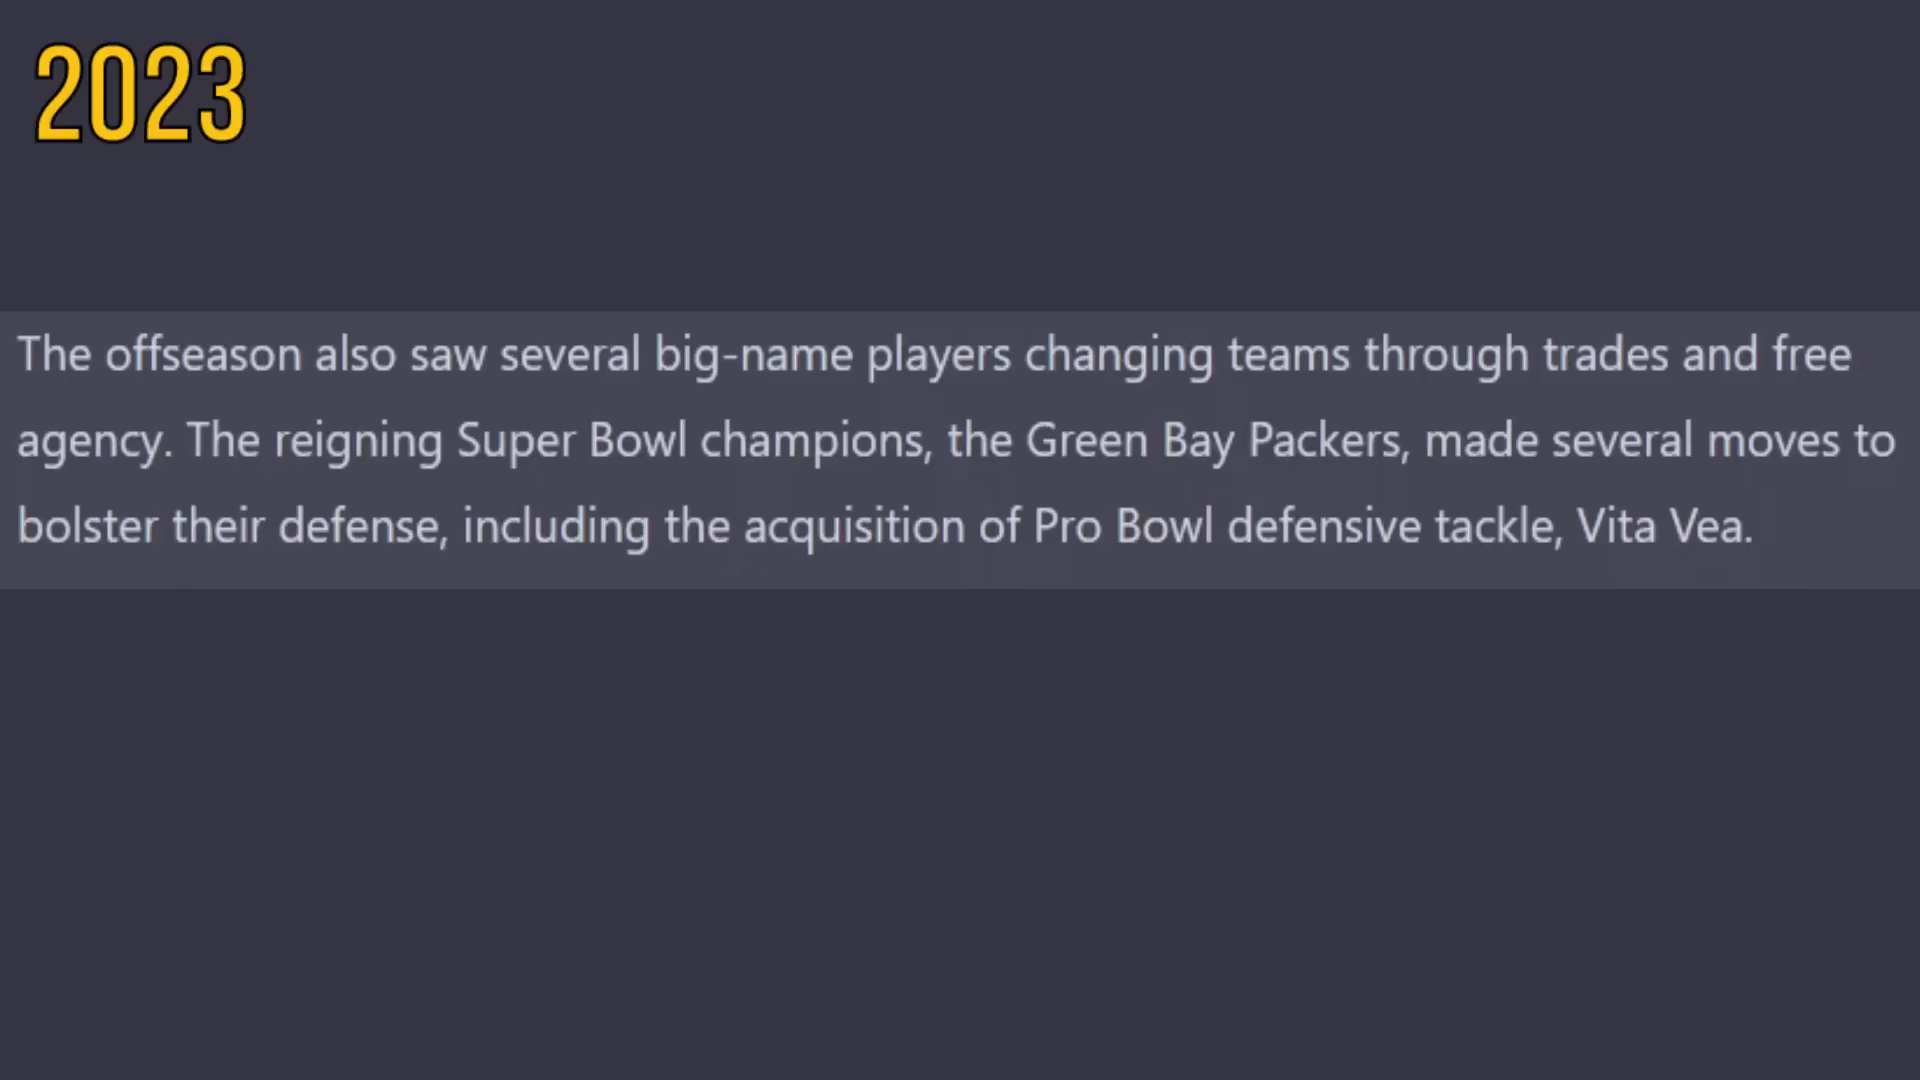 2023
The offseason also saw several big-name players changing teams through trades and free
agency. The reigning Super Bowl champions, the Green Bay Packers, made several moves to
bolster their defense, including the acquisition of Pro Bowl defensive tackle, Vita Vea.